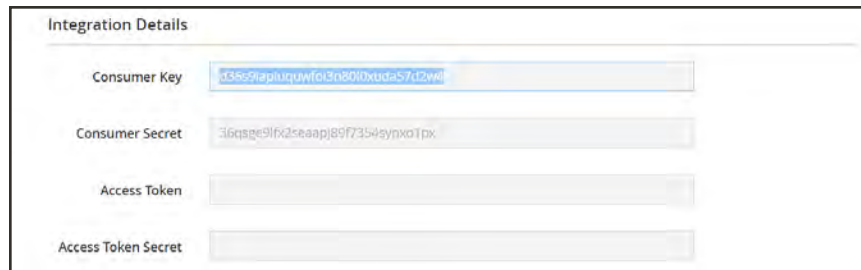 Integration Details
Consumer Key
Consumer Secret
Access Token
Access Token Secret